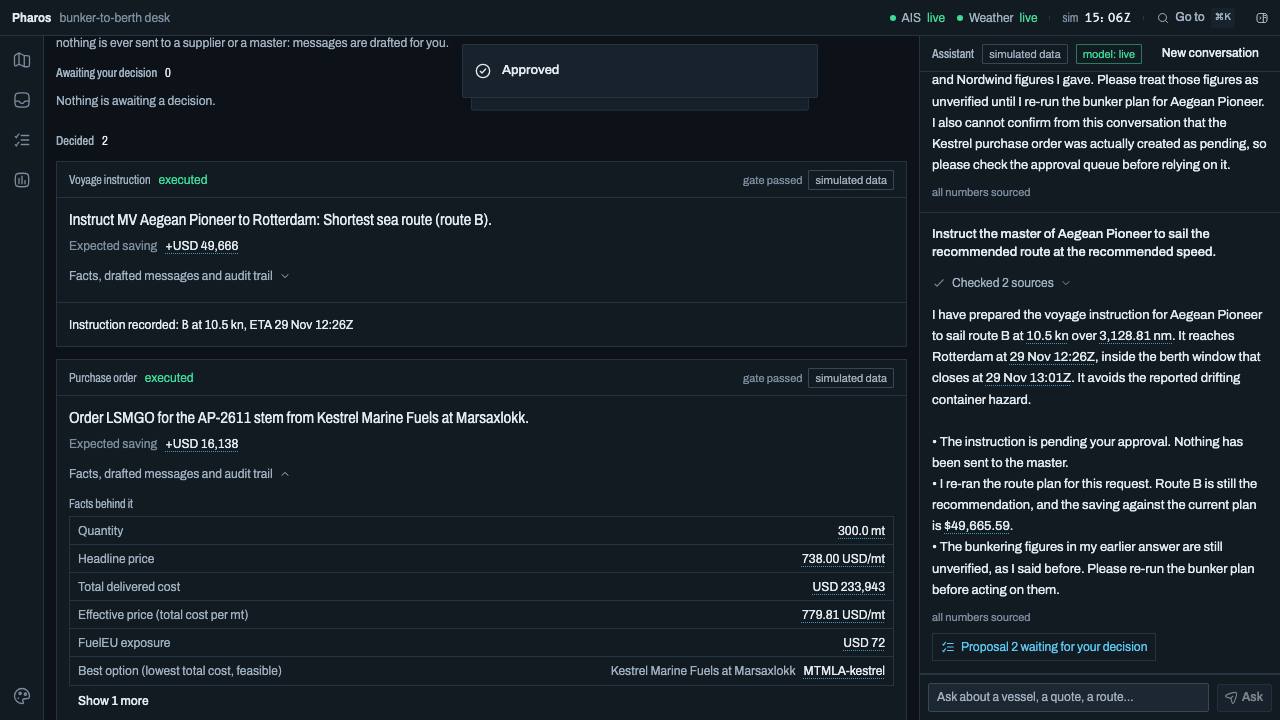 Pharos bunker-to-berth desk
AIS live Weather live sim 15:06Z Go to ⌘K
nothing is ever sent to a supplier or a master: messages are drafted for you.
Approved
Awaiting your decision 0
Nothing is awaiting a decision.
Decided 2
Voyage instruction executed gate passed simulated data
Instruct MV Aegean Pioneer to Rotterdam: Shortest sea route (route B).
Expected saving +USD 49,666
Facts, drafted messages and audit trail
Instruction recorded: B at 10.5 kn, ETA 29 Nov 12:26Z
Purchase order executed gate passed simulated data
Order LSMGO for the AP-2611 stem from Kestrel Marine Fuels at Marsaxlokk.
Expected saving +USD 16,138
Facts, drafted messages and audit trail
Facts behind it
Quantity 300.0 mt
Headline price 738.00 USD/mt
Total delivered cost USD 233,943
Effective price (total cost per mt) 779.81 USD/mt
FuelEU exposure USD 72
Best option (lowest total cost, feasible) Kestrel Marine Fuels at Marsaxlokk MTMLA-kestrel
Show 1 more
Assistant simulated data model: live New conversation
and Nordwind figures I gave. Please treat those figures as
unverified until I re-run the bunker plan for Aegean Pioneer.
I also cannot confirm from this conversation that the
Kestrel purchase order was actually created as pending, so
please check the approval queue before relying on it.
all numbers sourced
Instruct the master of Aegean Pioneer to sail the
recommended route at the recommended speed.
Checked 2 sources
I have prepared the voyage instruction for Aegean Pioneer
to sail route B at 10.5 kn over 3,128.81 nm. It reaches
Rotterdam at 29 Nov 12:26Z, inside the berth window that
closes at 29 Nov 13:01Z. It avoids the reported drifting
container hazard.
• The instruction is pending your approval. Nothing has
been sent to the master.
• I re-ran the route plan for this request. Route B is still the
recommendation, and the saving against the current plan
is $49,665.59.
• The bunkering figures in my earlier answer are still
unverified, as I said before. Please re-run the bunker plan
before acting on them.
all numbers sourced
Proposal 2 waiting for your decision
Ask about a vessel, a quote, a route... Ask